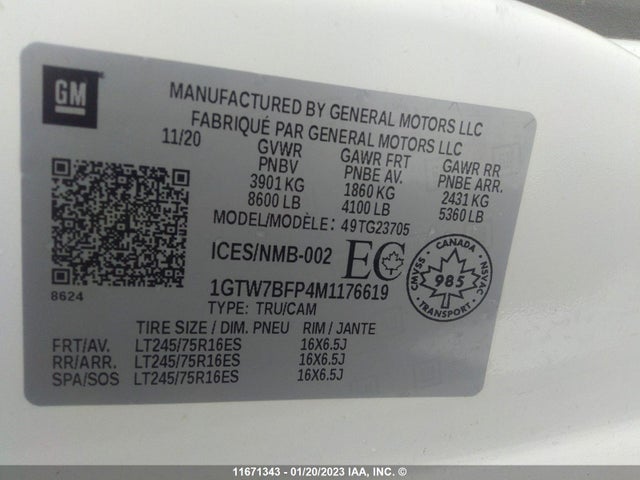 GM
MANUFACTURED BY GENERAL MOTORS LLC
FABRIQUÉ PAR GENERAL MOTORS LLC
11/20
GVWR GAWR FRT GAWR RR
PNBV PNBE AV. PNBE ARR.
3901 KG 1860 KG 2431 KG
8600 LB 4100 LB 5360 LB
MODEL/MODÈLE: 49TG23705
ICES/NMB-002 EC
CANADA
CMVSS 985 NSVAC
TRANSPORT
8624
1GTW7BFP4M1176619
TYPE: TRU/CAM
TIRE SIZE / DIM. PNEU RIM / JANTE
FRT/AV. LT245/75R16ES 16X6.5J
RR/ARR. LT245/75R16ES 16X6.5J
SPA/SOS LT245/75R16ES 16X6.5J
11671343 - 01/20/2023 IAA, INC. ©